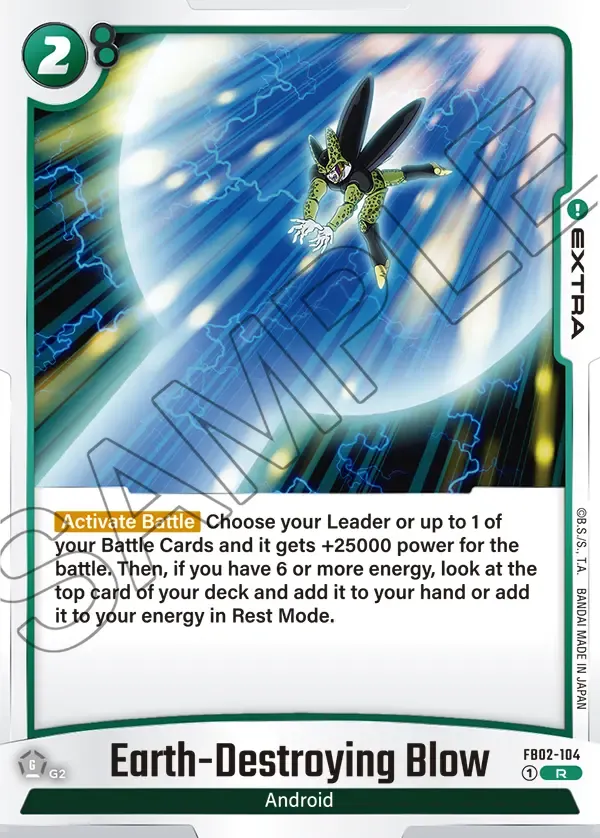 2
SAMPLE
! EXTRA
Activate Battle Choose your Leader or up to 1 of
your Battle Cards and it gets +25000 power for the
battle. Then, if you have 6 or more energy, look at the
top card of your deck and add it to your hand or add
it to your energy in Rest Mode.
©B.S./S., T.A. BANDAI MADE IN JAPAN
G G2
Earth-Destroying Blow
FB02-104
1 R
Android